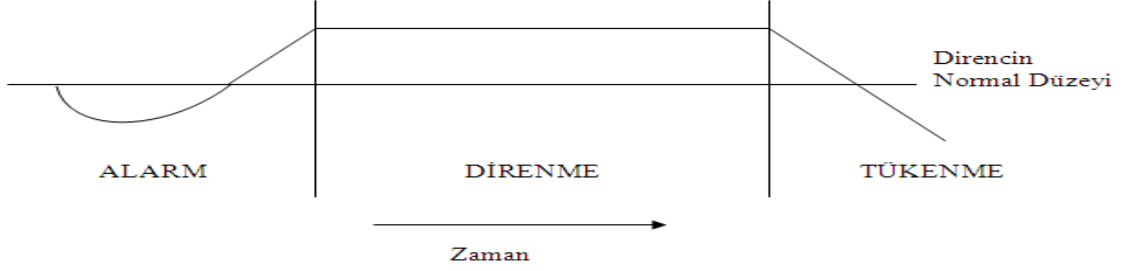 Direncin
Normal Düzeyi
ALARM
DİRENME
TÜKENME
Zaman